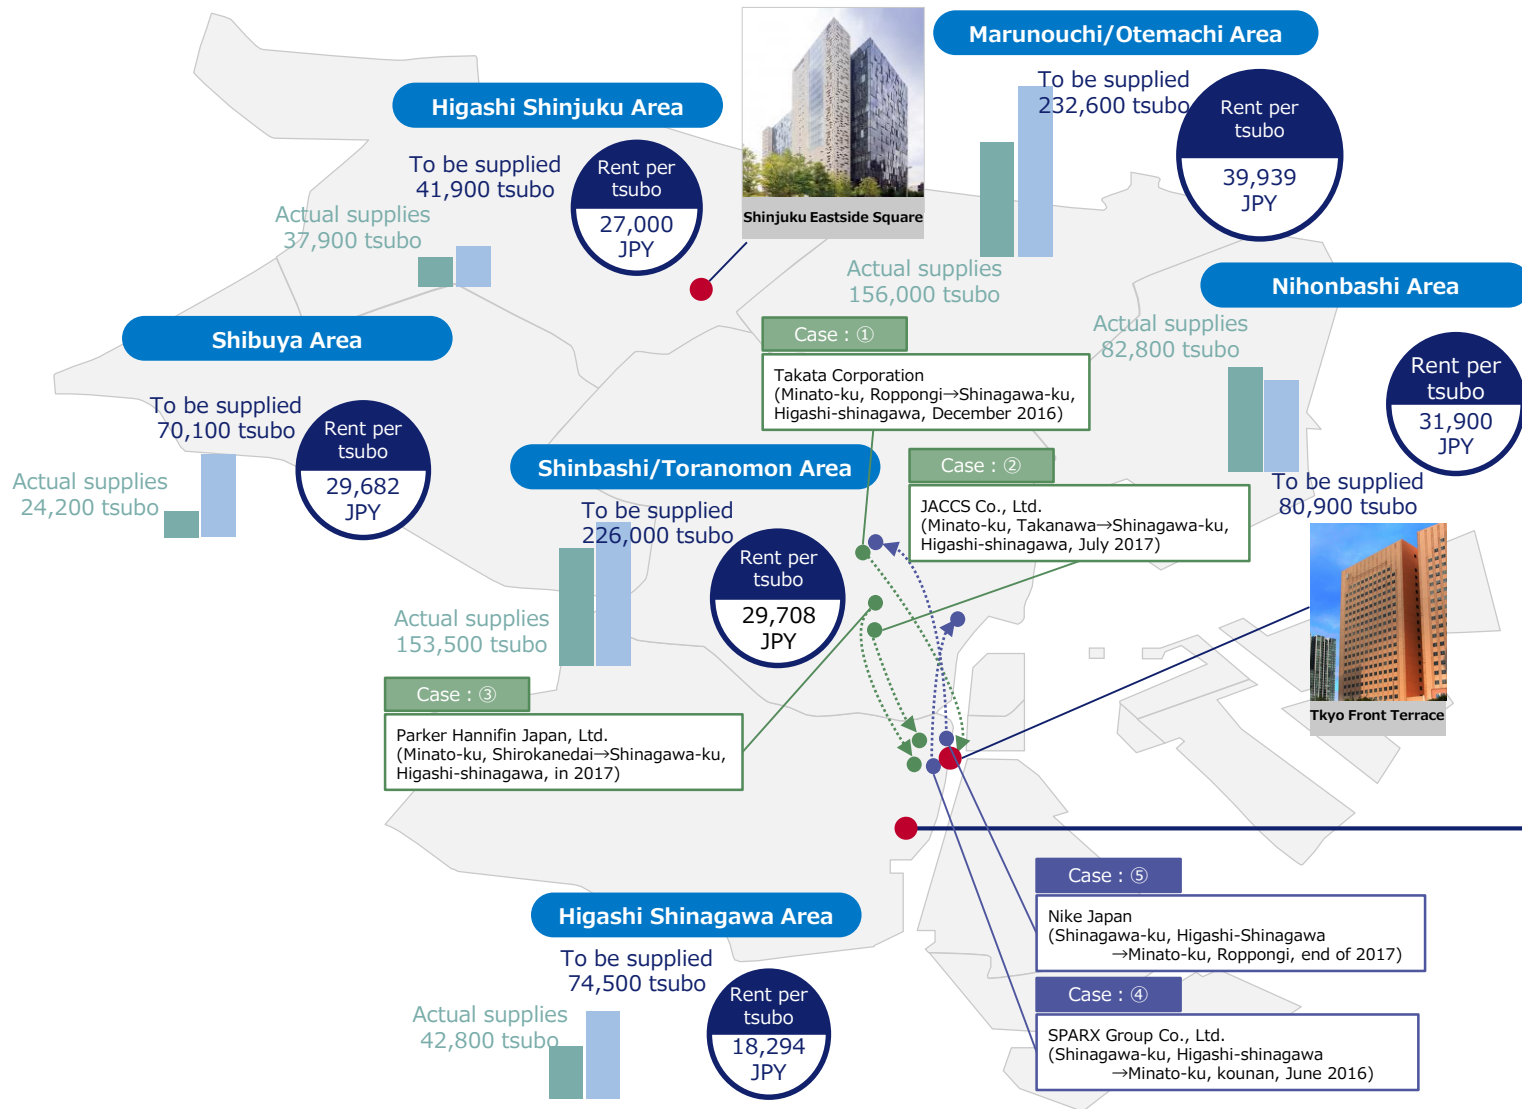 Marunouchi/Otemachi Area
To be supplied
232,600 tsubo
Rent per
tsubo
39,939
JPY
Actual supplies
156,000 tsubo
Higashi Shinjuku Area
To be supplied
41,900 tsubo
Rent per
tsubo
27,000
JPY
Actual supplies
37,900 tsubo
Shinjuku Eastside Square
Nihonbashi Area
Actual supplies
82,800 tsubo
Rent per
tsubo
31,900
JPY
To be supplied
80,900 tsubo
Shibuya Area
To be supplied
70,100 tsubo
Rent per
tsubo
29,682
JPY
Actual supplies
24,200 tsubo
Case : ①
Takata Corporation
(Minato-ku, Roppongi→Shinagawa-ku,
Higashi-shinagawa, December 2016)
Shinbashi/Toranomon Area
To be supplied
226,000 tsubo
Rent per
tsubo
29,708
JPY
Actual supplies
153,500 tsubo
Case : ②
JACCS Co., Ltd.
(Minato-ku, Takanawa→Shinagawa-ku,
Higashi-shinagawa, July 2017)
Case : ③
Parker Hannifin Japan, Ltd.
(Minato-ku, Shirokanedai→Shinagawa-ku,
Higashi-shinagawa, in 2017)
Tkyo Front Terrace
Higashi Shinagawa Area
To be supplied
74,500 tsubo
Rent per
tsubo
18,294
JPY
Actual supplies
42,800 tsubo
Case : ⑤
Nike Japan
(Shinagawa-ku, Higashi-Shinagawa
→Minato-ku, Roppongi, end of 2017)
Case : ④
SPARX Group Co., Ltd.
(Shinagawa-ku, Higashi-shinagawa
→Minato-ku, kounan, June 2016)